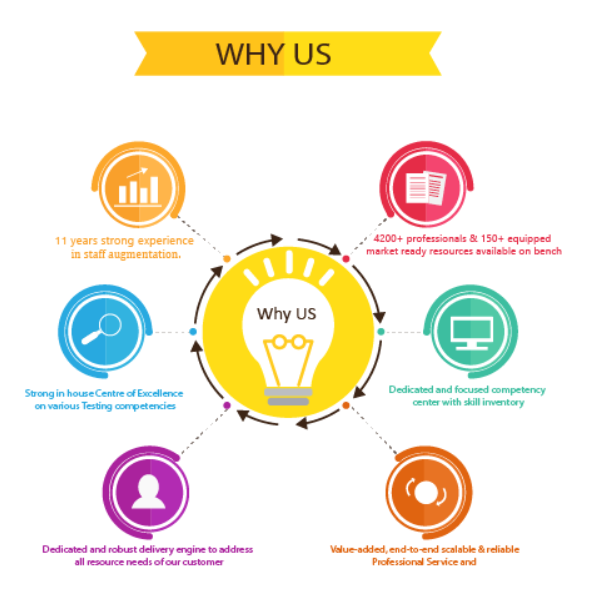 WHY US
11 years strong experience
in staff augmentation.
4200+ professionals & 150+ equipped
market ready resources available on bench
Why US
Strong in house Centre of Excellence
on various Testing competencies
Dedicated and focused competency
center with skill inventory
Dedicated and robust delivery engine to address
all resource needs of our customer
Value-added, end-to-end scalable & reliable
Professional Service and